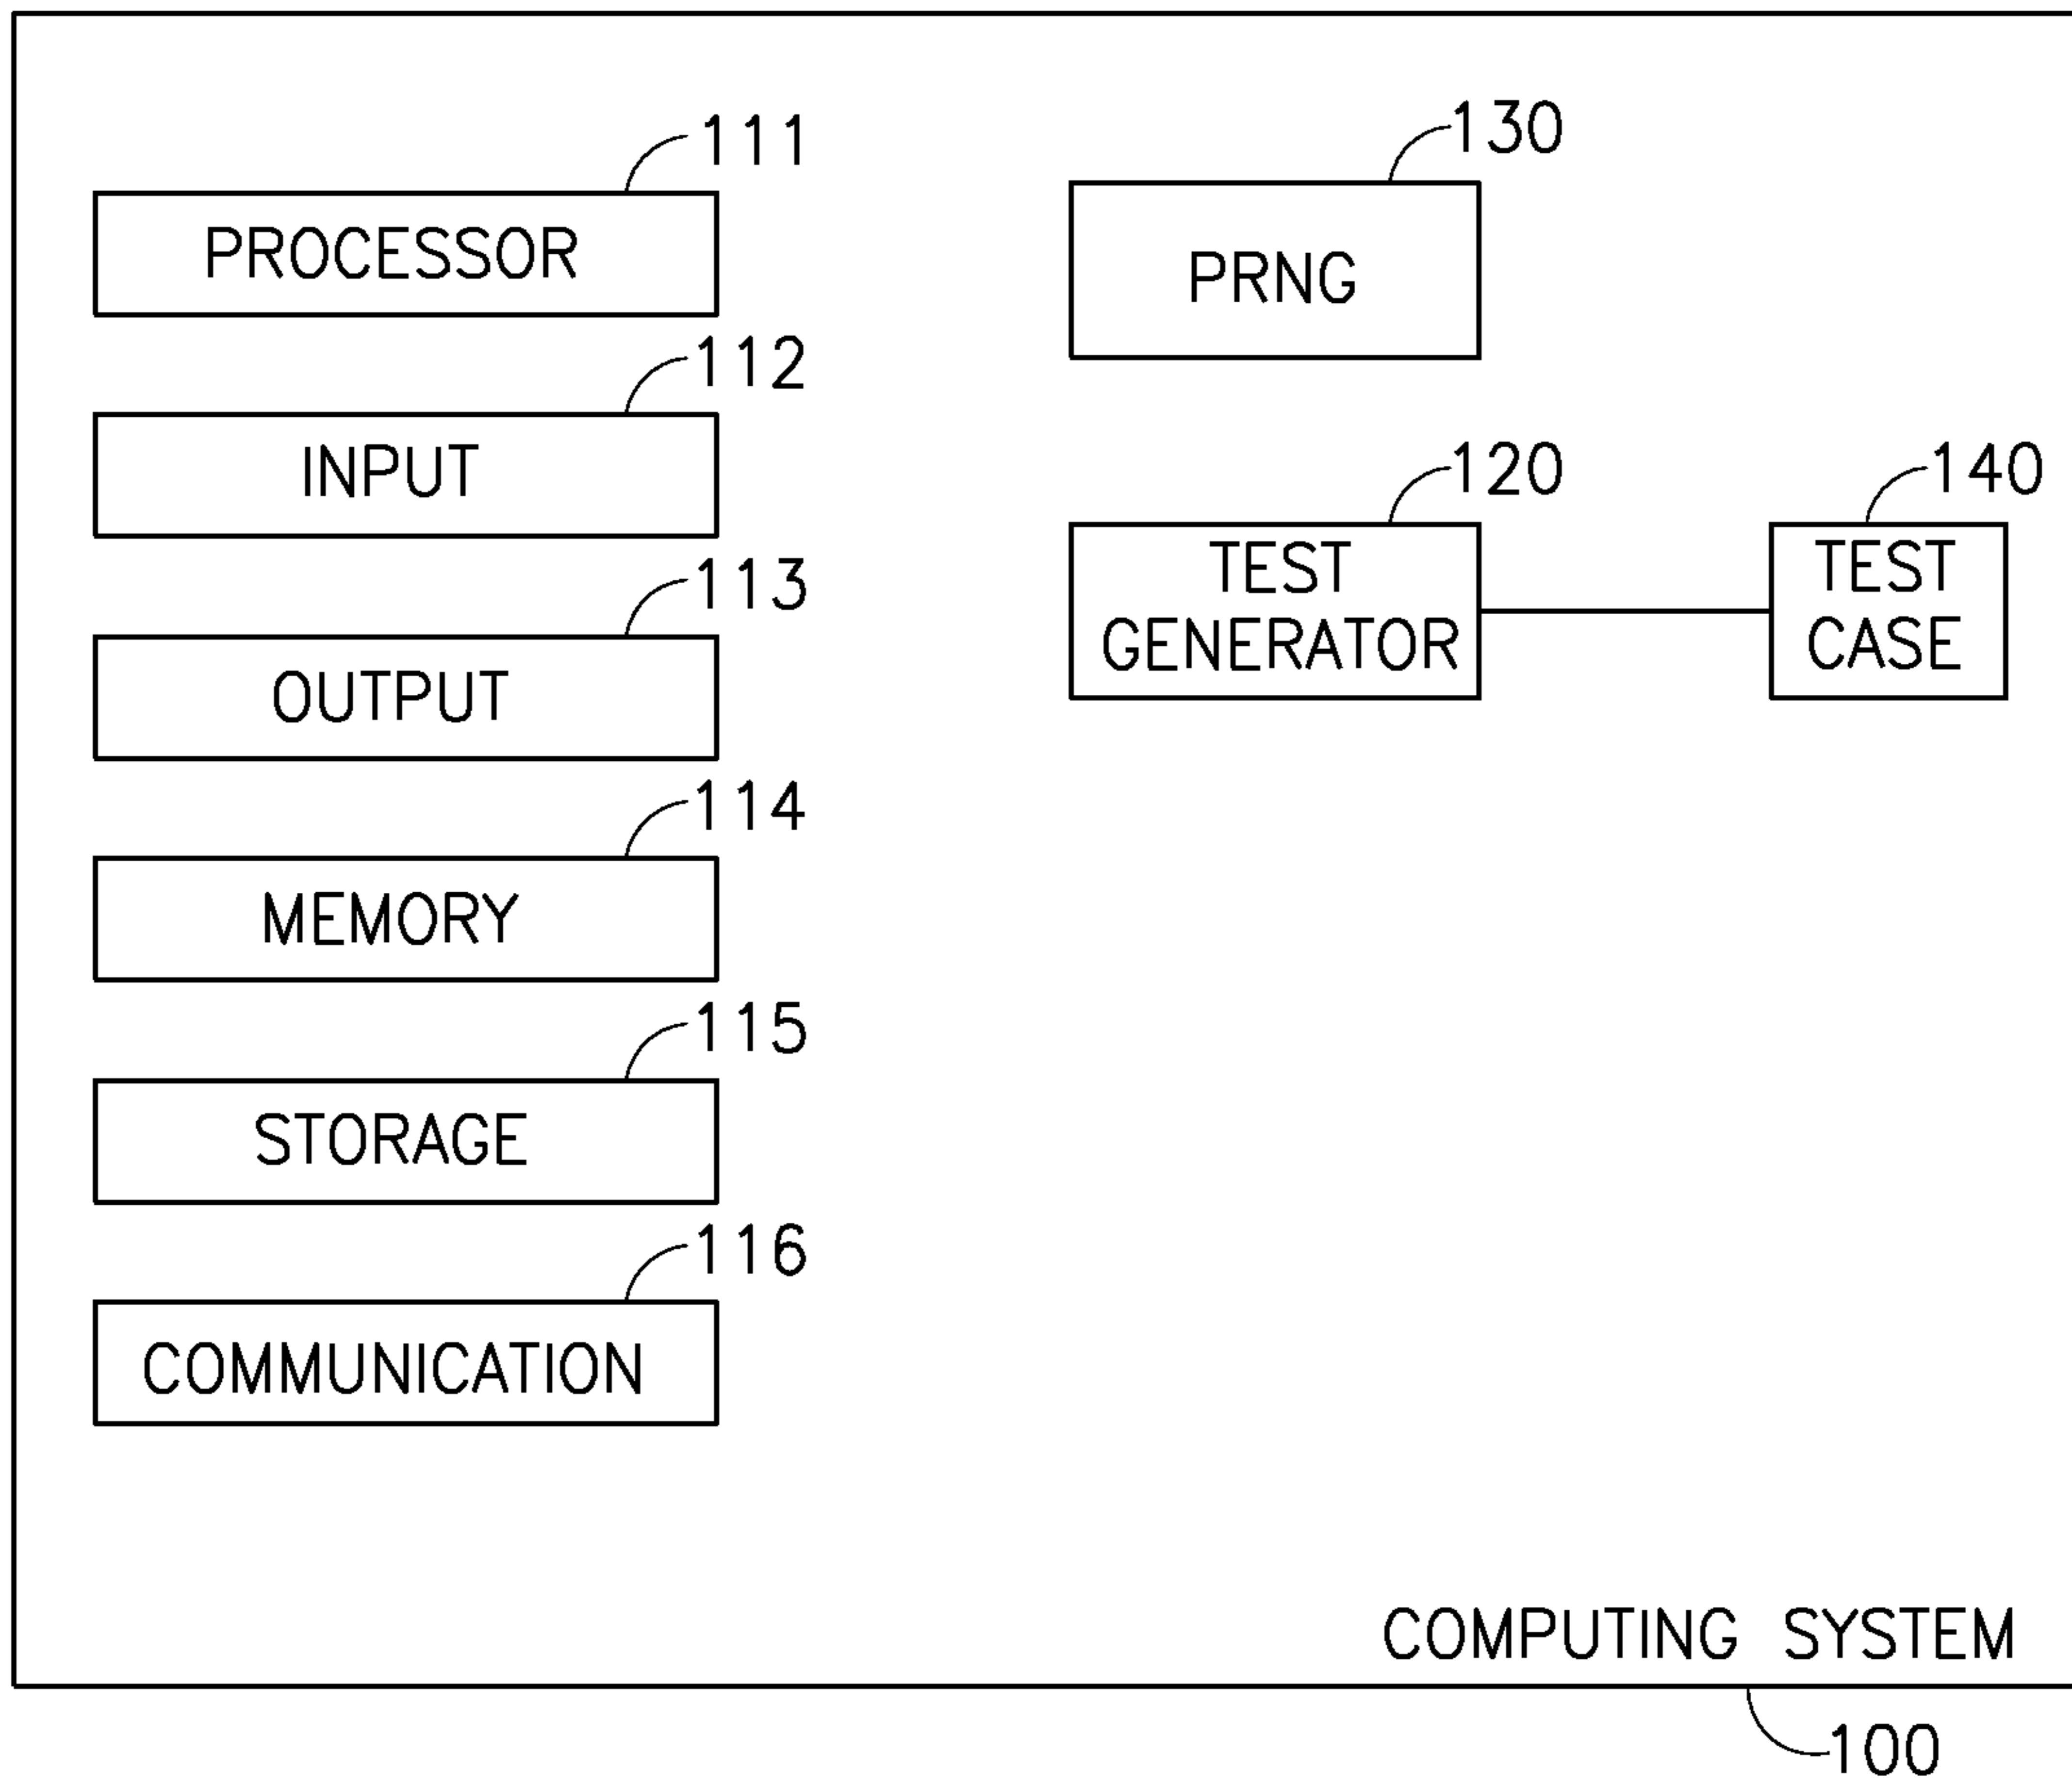 111
PROCESSOR
112
INPUT
113
OUTPUT
114
MEMORY
115
STORAGE
116
COMMUNICATION
130
PRNG
120
TEST
GENERATOR
140
TEST
CASE
COMPUTING SYSTEM
100